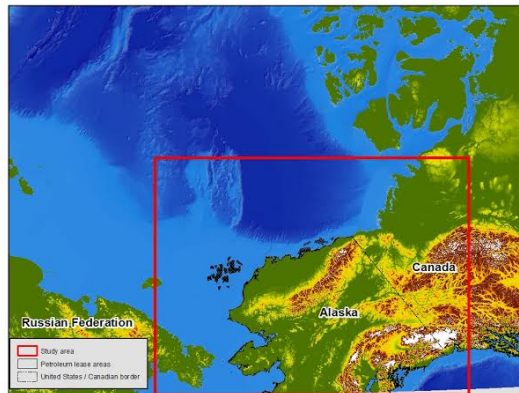 Canada
Alaska
Russian Federation
Study area
Petroleum lease areas
United States / Canadian border